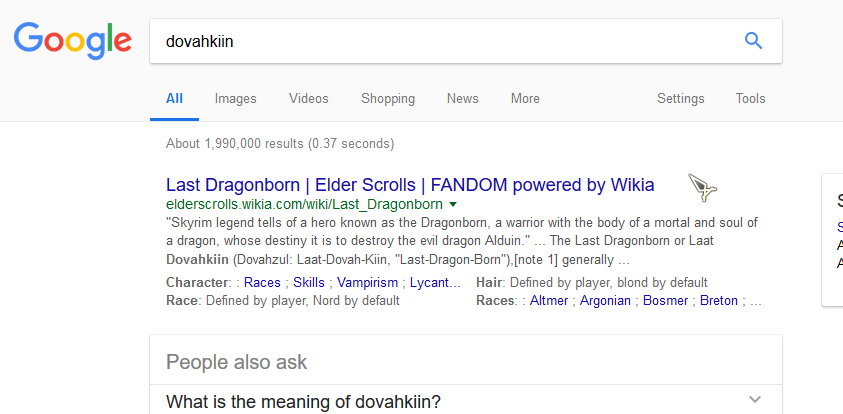 Google
dovahkiin
All Images Videos Shopping News More Settings Tools
About 1,990,000 results (0.37 seconds)
Last Dragonborn | Elder Scrolls | FANDOM powered by Wikia
elderscrolls.wikia.com/wiki/Last_Dragonborn
"Skyrim legend tells of a hero known as the Dragonborn, a warrior with the body of a mortal and soul of
a dragon, whose destiny it is to destroy the evil dragon Alduin." ... The Last Dragonborn or Laat
Dovahkiin (Dovahzul: Laat-Dovah-Kiin, "Last-Dragon-Born"),[note 1] generally ...
Character: : Races ; Skills ; Vampirism ; Lycant... Hair: Defined by player, blond by default
Race: Defined by player, Nord by default Races: : Altmer ; Argonian ; Bosmer ; Breton ; ...
People also ask
What is the meaning of dovahkiin?